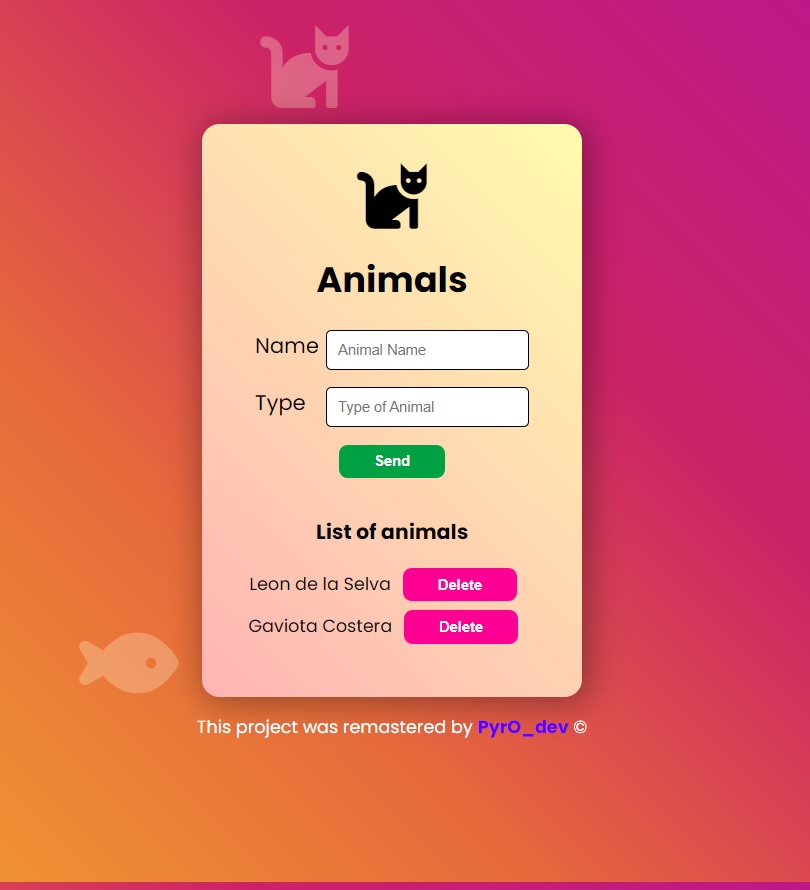 Animals
Name Animal Name
Type Type of Animal
Send
List of animals
Leon de la Selva Delete
Gaviota Costera Delete
This project was remastered by PyrO_dev ©